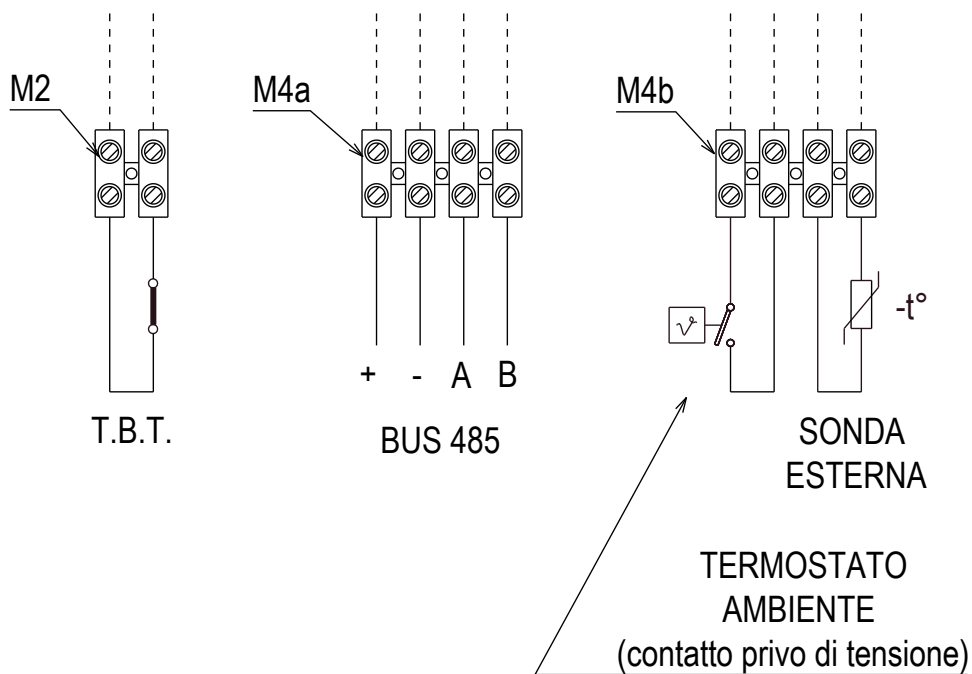 M2
M4a
M4b
-t°
+ - A B
T.B.T.
BUS 485
SONDA
ESTERNA
TERMOSTATO
AMBIENTE
(contatto privo di tensione)